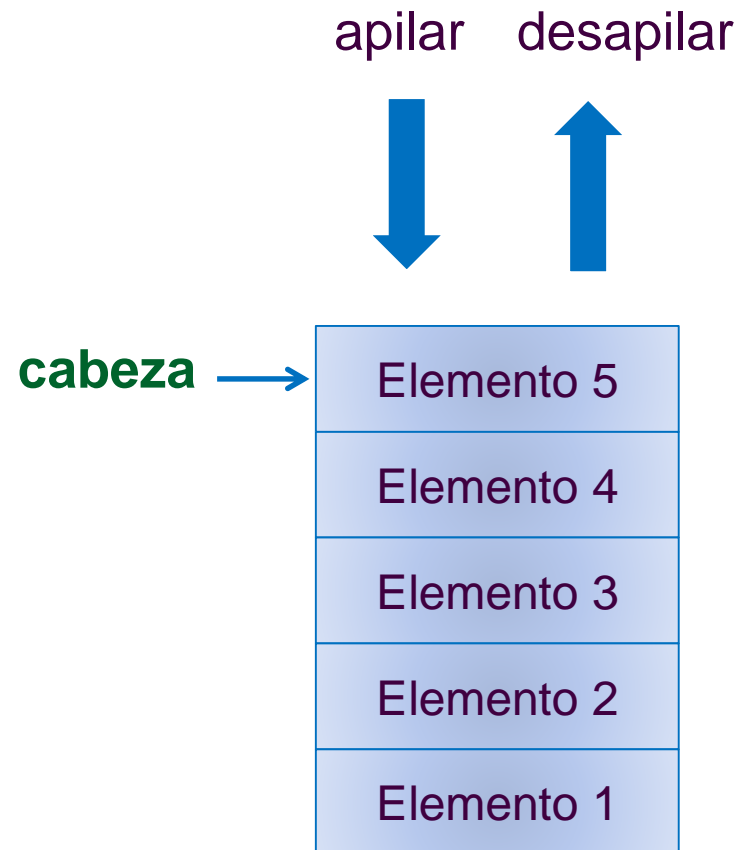 apilar desapilar
cabeza
Elemento 5
Elemento 4
Elemento 3
Elemento 2
Elemento 1